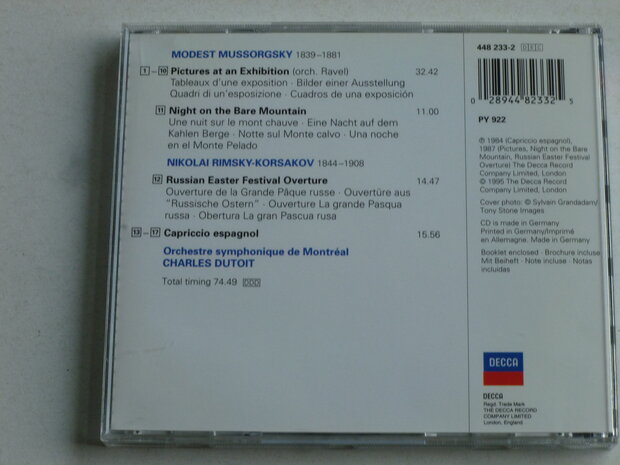 MODEST MUSSORGSKY 1839–1881
1 – 10 Pictures at an Exhibition (orch. Ravel) 32.42
Tableaux d'une exposition · Bilder einer Ausstellung
Quadri di un'esposizione · Cuadros de una exposición
11 Night on the Bare Mountain 11.00
Une nuit sur le mont chauve · Eine Nacht auf dem
Kahlen Berge · Notte sul Monte calvo · Una noche
en el Monte Pelado
NIKOLAI RIMSKY-KORSAKOV 1844–1908
12 Russian Easter Festival Overture 14.47
Ouverture de la Grande Pâque russe · Ouvertüre aus
"Russische Ostern" · Ouverture La grande Pasqua
russa · Obertura La gran Pascua rusa
13 – 17 Capriccio espagnol 15.56
Orchestre symphonique de Montréal
CHARLES DUTOIT
Total timing 74.49 DDD
448 233-2
0 28944 82332 5
PY 922
℗ 1984 (Capriccio espagnol),
1987 (Pictures, Night on the Bare
Mountain, Russian Easter Festival
Overture) The Decca Record
Company Limited, London
© 1995 The Decca Record
Company Limited, London
Cover photo: © Sylvain Grandadam/
Tony Stone Images
CD is made in Germany
Printed in Germany/Imprimé
en Allemagne. Made in Germany
Booklet enclosed · Brochure incluse
Mit Beiheft · Note incluse · Notas
incluidas
DECCA
DECCA
Regd. Trade Mark
THE DECCA RECORD
COMPANY LIMITED
London, England